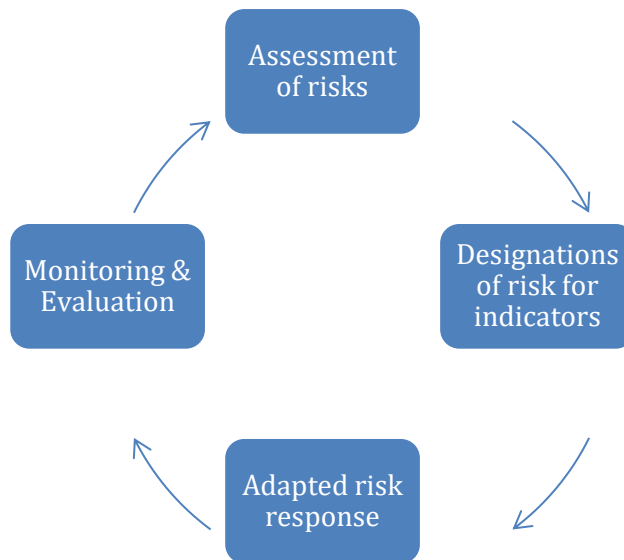 Assessment
of risks
Designations
of risk for
indicators
Adapted risk
response
Monitoring &
Evaluation